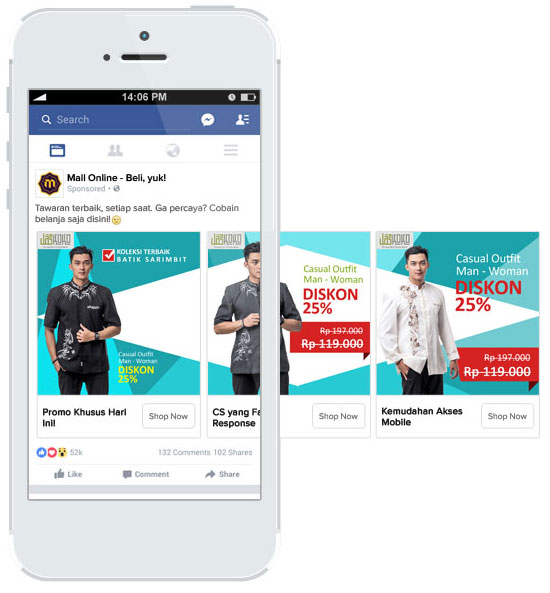 14:06 PM
Search
Mall Online - Beli, yuk!
Sponsored
Tawaran terbaik, setiap saat. Ga percaya? Cobain
belanja saja disini!
KOLEKSI TERBAIK
BATIK SARIMBIT
Casual Outfit
Man - Woman
DISKON
25%
Promo Khusus Hari
Ini!
Shop Now
Casual Outfit
Man - Woman
DISKON
25%
Rp 197.000
Rp 119.000
CS yang Fa
Response
Shop Now
Casual Outfit
Man - Woman
DISKON
25%
Rp 197.000
Rp 119.000
Kemudahan Akses
Mobile
Shop Now
52k
132 Comments 102 Shares
Like
Comment
Share